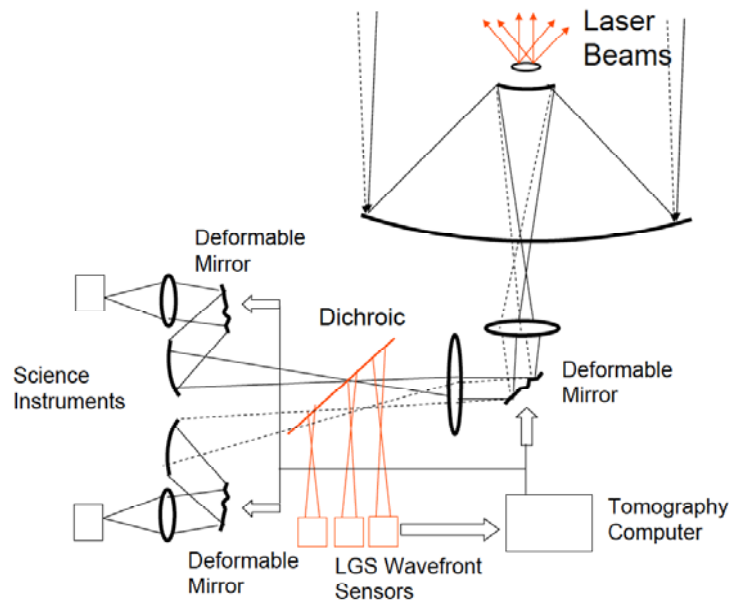 Laser
Beams
Deformable
Mirror
Dichroic
Science
Instruments
Deformable
Mirror
Tomography
Computer
LGS Wavefront
Sensors
Deformable
Mirror